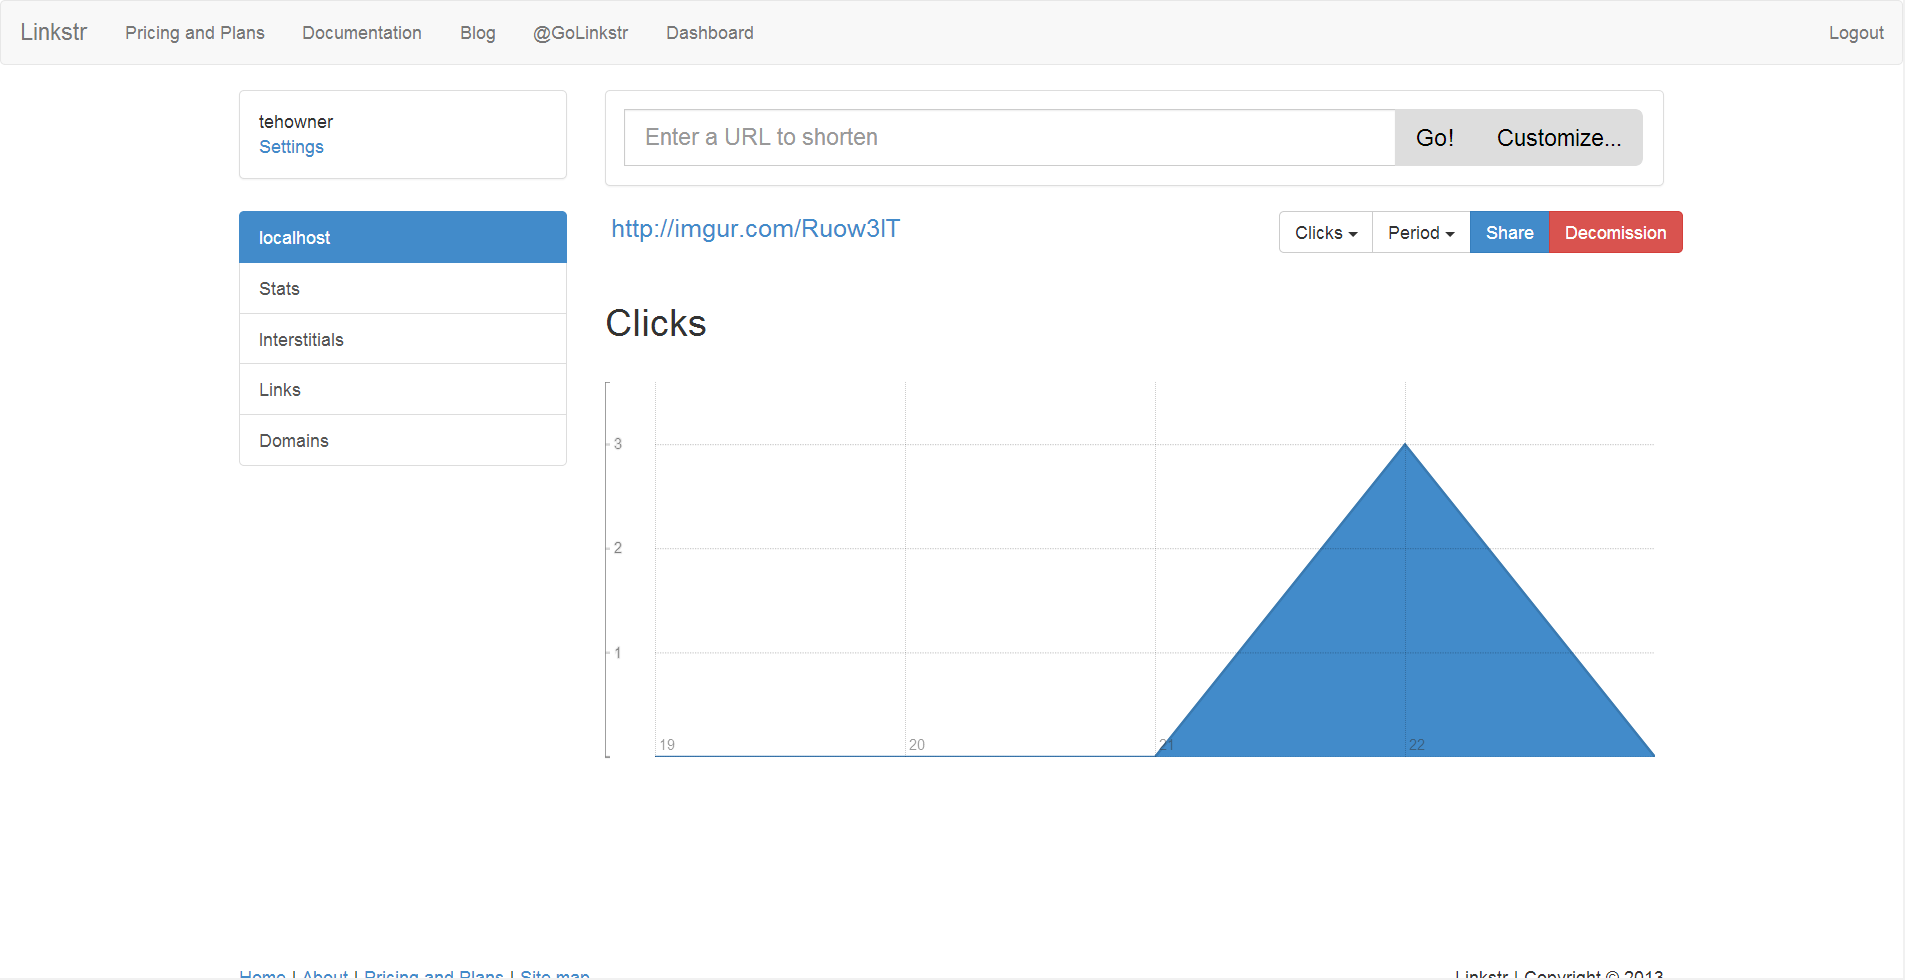 Linkstr Pricing and Plans Documentation Blog @GoLinkstr Dashboard Logout
tehowner
Settings
Enter a URL to shorten Go! Customize...
localhost
Stats
Interstitials
Links
Domains
http://imgur.com/Ruow3lT Clicks Period Share Decomission
Clicks
3
2
1
19 20 21 22
Home | About | Pricing and Plans | Site map Linkstr | Copyright © 2013